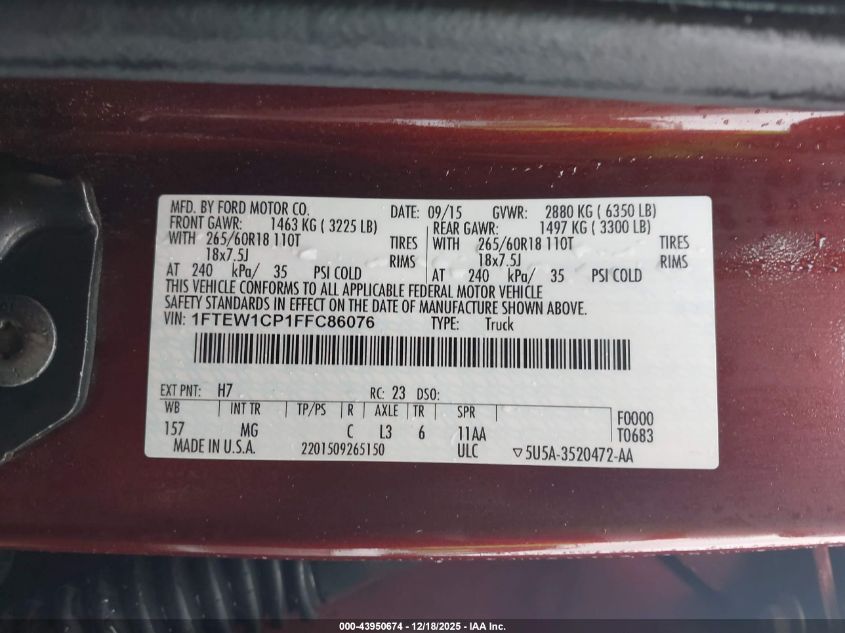 MFD. BY FORD MOTOR CO. DATE: 09/15 GVWR: 2880 KG ( 6350 LB)
FRONT GAWR: 1463 KG ( 3225 LB) REAR GAWR: 1497 KG ( 3300 LB)
WITH 265/60R18 110T TIRES WITH 265/60R18 110T TIRES
18x7.5J RIMS 18x7.5J RIMS
AT 240 kPa/ 35 PSI COLD AT 240 kPa/ 35 PSI COLD
THIS VEHICLE CONFORMS TO ALL APPLICABLE FEDERAL MOTOR VEHICLE
SAFETY STANDARDS IN EFFECT ON THE DATE OF MANUFACTURE SHOWN ABOVE.
VIN: 1FTEW1CP1FFC86076 TYPE: Truck
EXT PNT: H7 RC: 23 DSO:
WB INT TR TP/PS R AXLE TR SPR F0000
157 MG C L3 6 11AA T0683
MADE IN U.S.A. 2201509265150 ULC ▽5U5A-3520472-AA
000-43950674 - 12/18/2025 - IAA Inc.